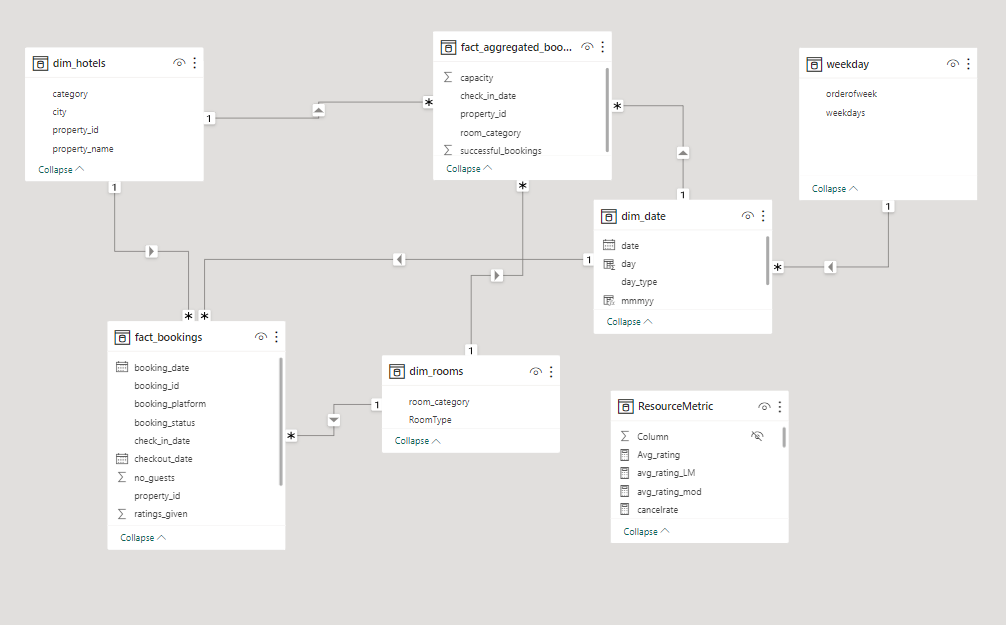 dim_hotels
category
city
property_id
property_name
Collapse
fact_aggregated_boo...
capacity
check_in_date
property_id
room_category
successful_bookings
Collapse
weekday
orderofweek
weekdays
Collapse
dim_date
date
day
day_type
mmmyy
Collapse
fact_bookings
booking_date
booking_id
booking_platform
booking_status
check_in_date
checkout_date
no_guests
property_id
ratings_given
Collapse
dim_rooms
room_category
RoomType
Collapse
ResourceMetric
Column
Avg_rating
avg_rating_LM
avg_rating_mod
cancelrate
Collapse
1
*
*
1
1
*
1
*
1
*
*
1
1
*